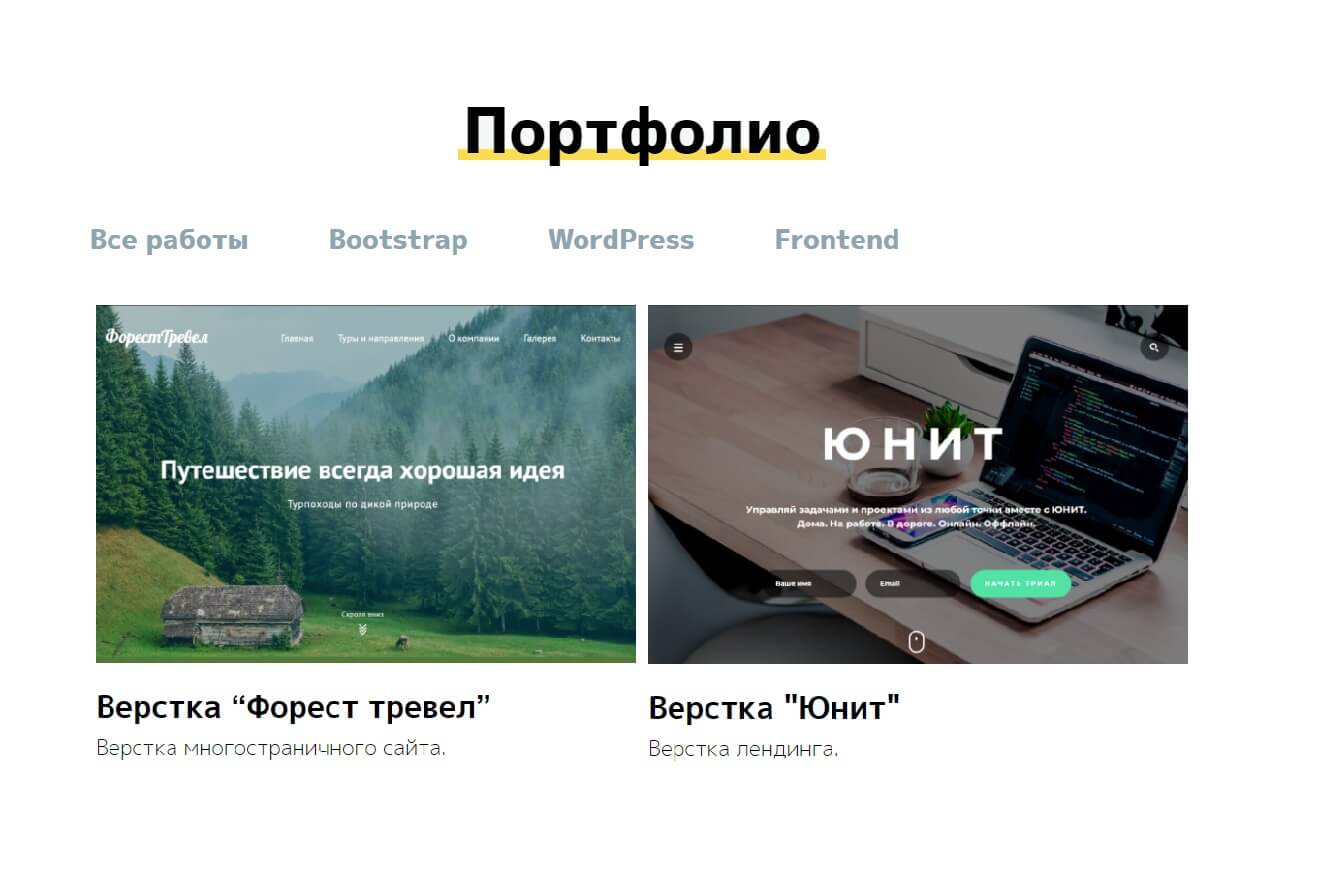 Портфолио
Все работы Bootstrap WordPress Frontend
ФорестТревел Главная Туры и направления О компании Галерея Контакты
Путешествие всегда хорошая идея
Турпоходы по дикой природе
Скролл вниз
ЮНИТ
Управляй задачами и проектами из любой точки вместе с ЮНИТ.
Дома. На работе. В дороге. Онлайн. Оффлайн.
Ваше имя Email НАЧАТЬ ТРИАЛ
Верстка “Форест тревел”
Верстка многостраничного сайта.
Верстка "Юнит"
Верстка лендинга.